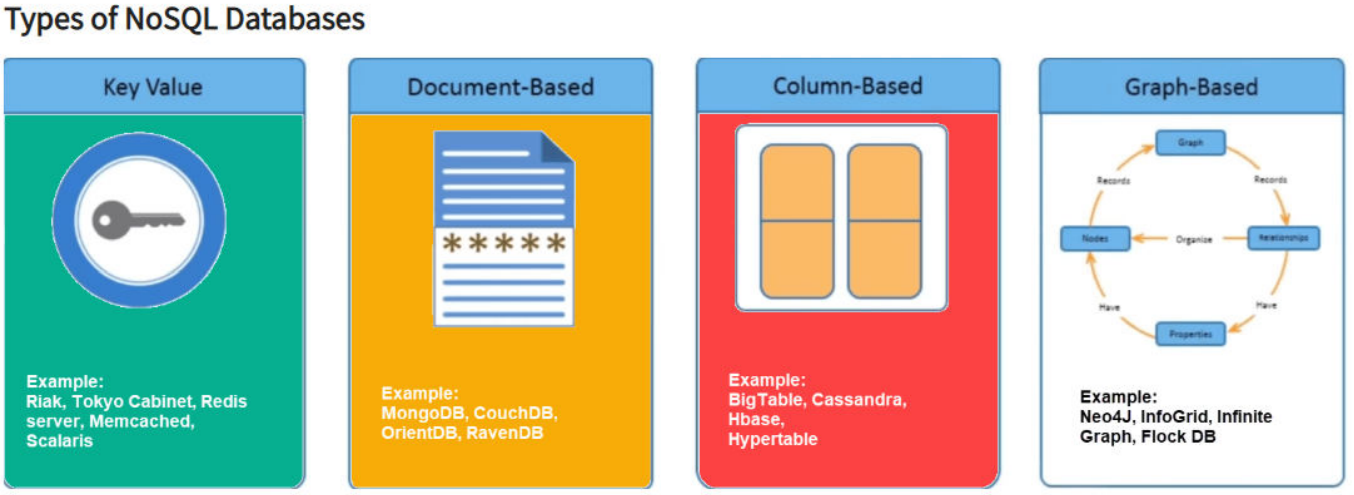 Types of NoSQL Databases
Key Value
Example:
Riak, Tokyo Cabinet, Redis
server, Memcached,
Scalaris
Document-Based
*****
Example:
MongoDB, CouchDB,
OrientDB, RavenDB
Column-Based
Example:
BigTable, Cassandra,
Hbase,
Hypertable
Graph-Based
Graph
Records
Records
Nodes
Organize
Relationships
Have
Have
Properties
Example:
Neo4J, InfoGrid, Infinite
Graph, Flock DB